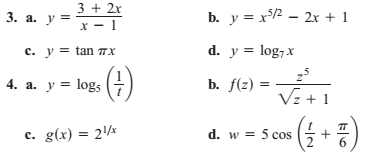 3. a. y = (3 + 2x)/(x − 1) b. y = x^(5/2) − 2x + 1
c. y = tan πx d. y = log₇ x
4. a. y = log₅ (1/t) b. f(z) = z⁵/(√z + 1)
c. g(x) = 2^(1/x) d. w = 5 cos (t/2 + π/6)